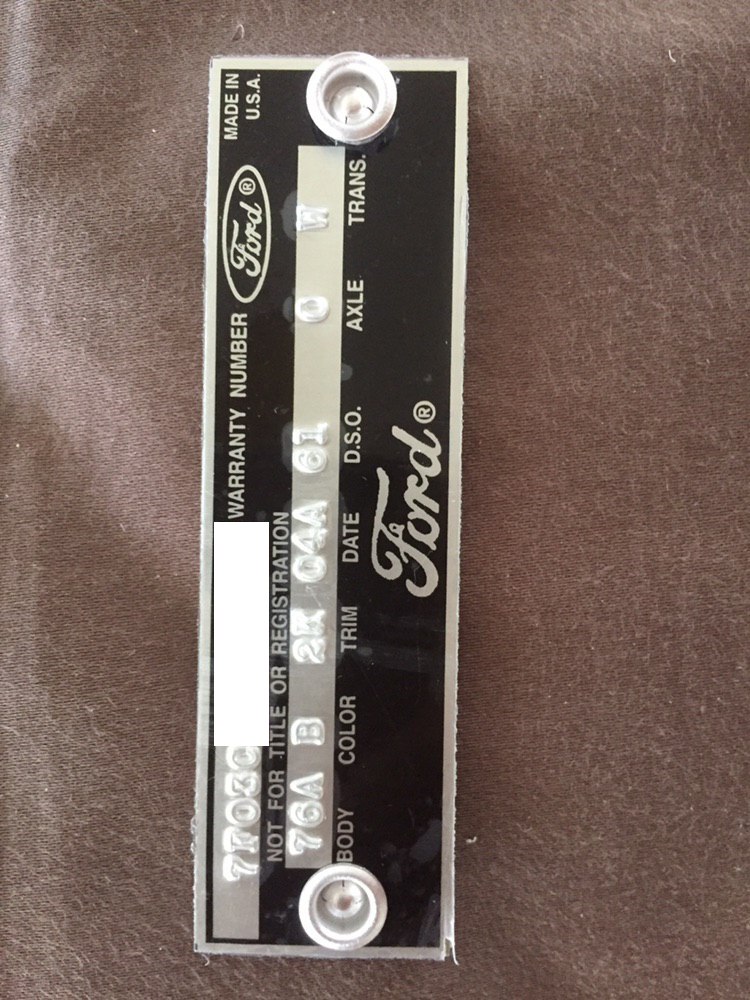 MADE IN
U.S.A.
7F03C WARRANTY NUMBER Ford ®
NOT FOR TITLE OR REGISTRATION
76A B 2K 04A 61 0 W
BODY COLOR TRIM DATE D.S.O. AXLE TRANS.
Ford ®